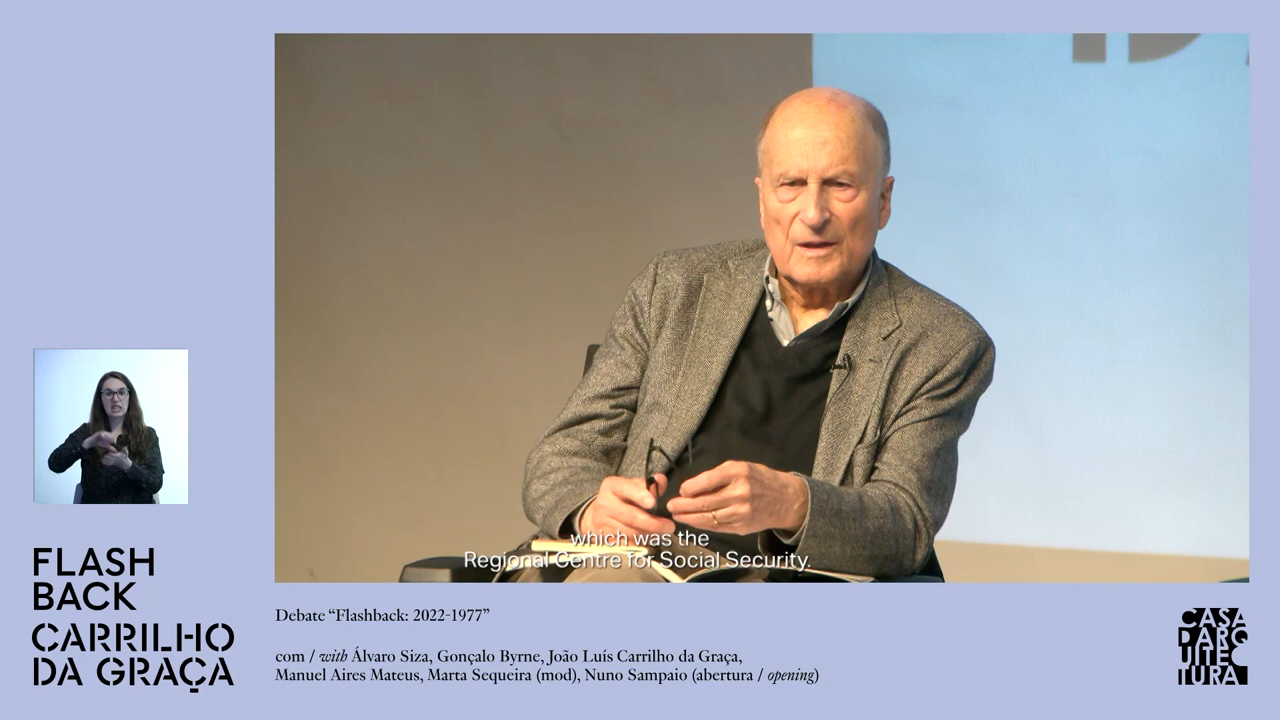 which was the
Regional Centre for Social Security.
FLASH
BACK
CARRILHO
DA GRAÇA
Debate “Flashback: 2022-1977”
com / with Álvaro Siza, Gonçalo Byrne, João Luís Carrilho da Graça,
Manuel Aires Mateus, Marta Sequeira (mod), Nuno Sampaio (abertura / opening)
CASA
DARQ
UITEC
TURA